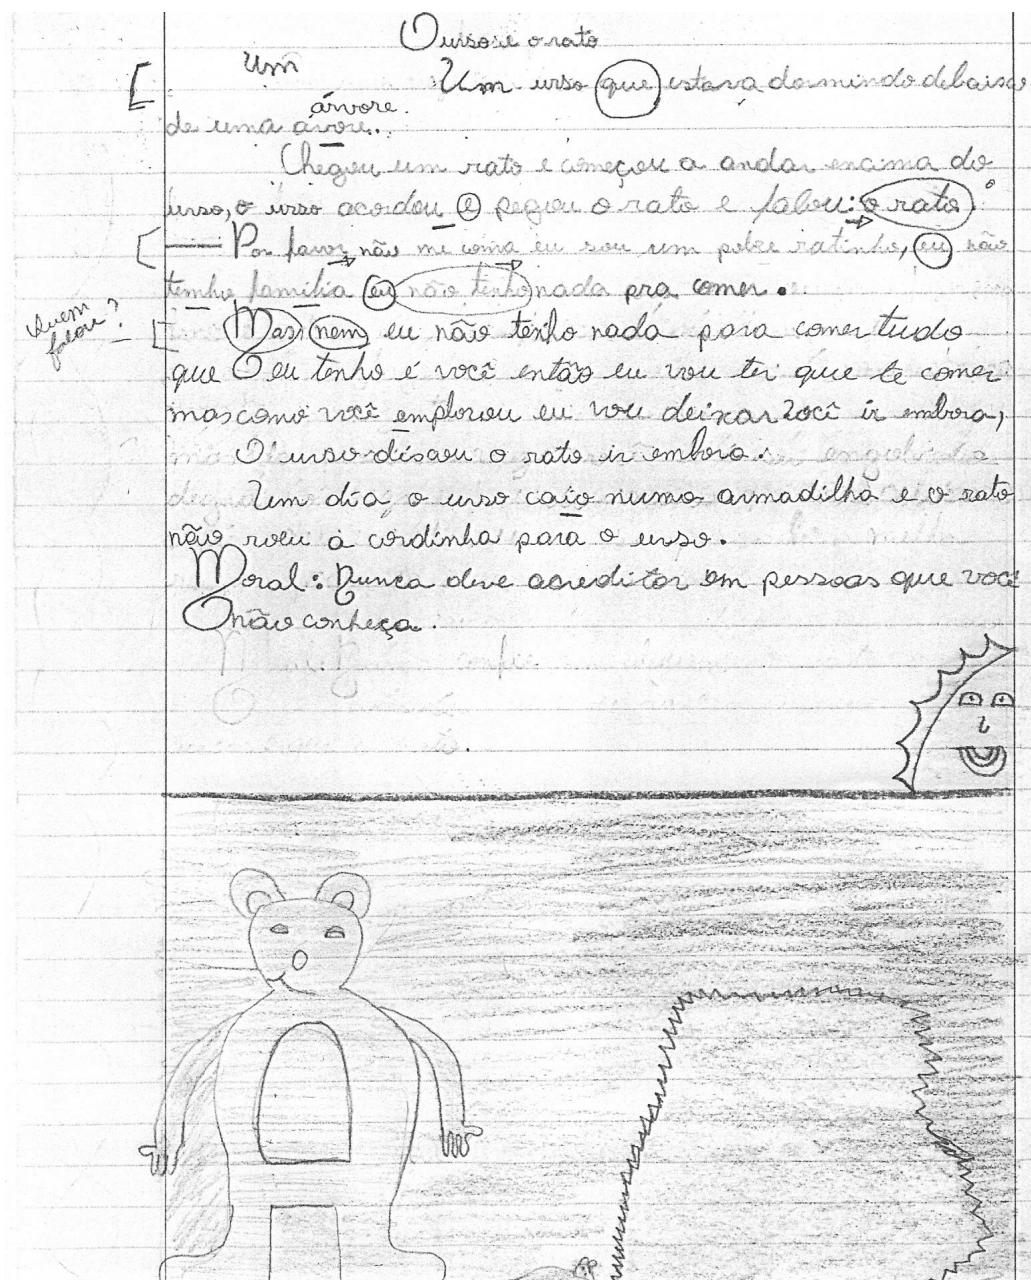 O urso e o rato
Um
Um urso que estava dormindo debaixo
árvore.
de uma ávore.
Chegou um rato e começou a andar encima do
urso, o urso acordou e pegou o rato e falou: o rato
— Por favor não me coma eu sou um pobre ratinho, eu não
tenho família eu não tenho nada pra comer.
Quem
falou?
Mas nem eu não tenho nada para comer tudo
que eu tenho é você então eu vou ter que te comer
mas como você emplorou eu vou deixar você ir embora,
O urso discou o rato ir embora.
Um dia, o urso caio numa armadilha e o rato
não roeu a cordinha para o urso.
Moral: Nunca deve acreditar em pessoas que você
não conheça.